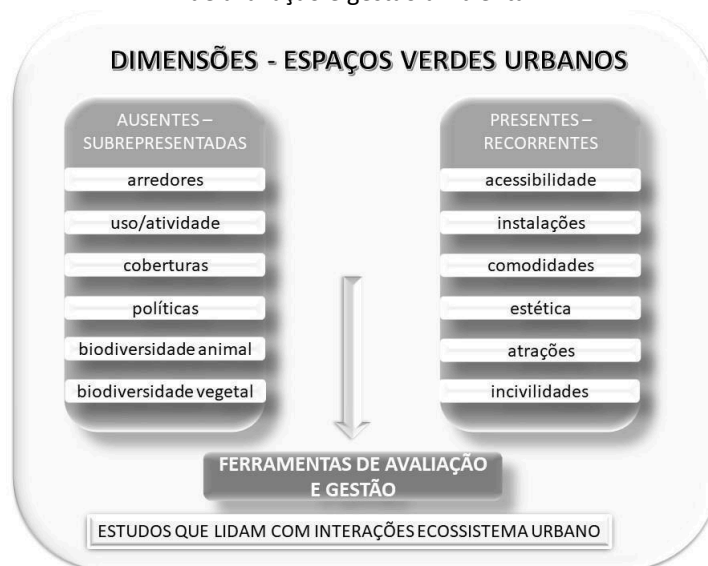 DIMENSÕES - ESPAÇOS VERDES URBANOS
AUSENTES –
SUBREPRESENTADAS
arredores
uso/atividade
coberturas
políticas
biodiversidade animal
biodiversidade vegetal
PRESENTES –
RECORRENTES
acessibilidade
instalações
comodidades
estética
atrações
incivilidades
FERRAMENTAS DE AVALIAÇÃO
E GESTÃO
ESTUDOS QUE LIDAM COM INTERAÇÕES ECOSSISTEMA URBANO